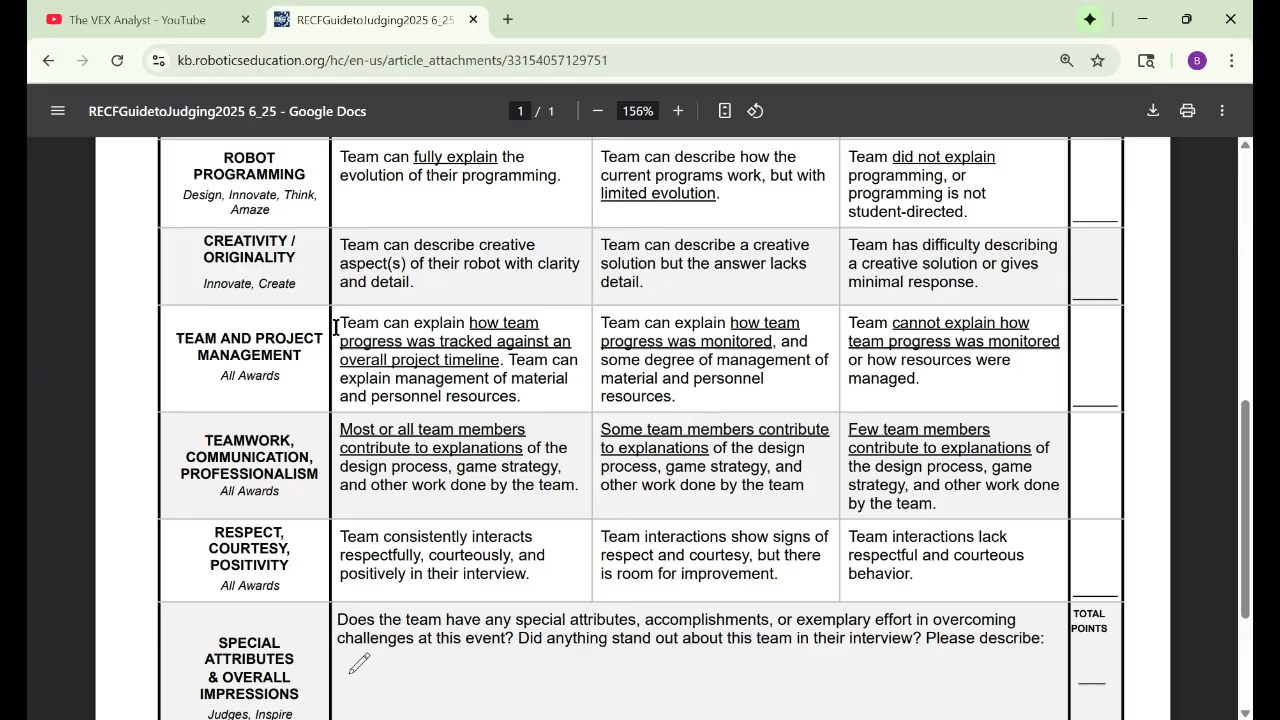 The VEX Analyst - YouTube
RECFGuidetoJudging2025 6_25
kb.roboticseducation.org/hc/en-us/article_attachments/33154057129751
B
RECFGuidetoJudging2025 6_25 - Google Docs
1 / 1
156%
ROBOT
PROGRAMMING
Design, Innovate, Think,
Amaze
Team can fully explain the
evolution of their programming.
Team can describe how the
current programs work, but with
limited evolution.
Team did not explain
programming, or
programming is not
student-directed.
CREATIVITY /
ORIGINALITY
Innovate, Create
Team can describe creative
aspect(s) of their robot with clarity
and detail.
Team can describe a creative
solution but the answer lacks
detail.
Team has difficulty describing
a creative solution or gives
minimal response.
TEAM AND PROJECT
MANAGEMENT
All Awards
Team can explain how team
progress was tracked against an
overall project timeline. Team can
explain management of material
and personnel resources.
Team can explain how team
progress was monitored, and
some degree of management of
material and personnel
resources.
Team cannot explain how
team progress was monitored
or how resources were
managed.
TEAMWORK,
COMMUNICATION,
PROFESSIONALISM
All Awards
Most or all team members
contribute to explanations of the
design process, game strategy,
and other work done by the team.
Some team members contribute
to explanations of the design
process, game strategy, and
other work done by the team
Few team members
contribute to explanations of
the design process, game
strategy, and other work done
by the team.
RESPECT,
COURTESY,
POSITIVITY
All Awards
Team consistently interacts
respectfully, courteously, and
positively in their interview.
Team interactions show signs of
respect and courtesy, but there
is room for improvement.
Team interactions lack
respectful and courteous
behavior.
SPECIAL
ATTRIBUTES
& OVERALL
IMPRESSIONS
Judges, Inspire
Does the team have any special attributes, accomplishments, or exemplary effort in overcoming
challenges at this event? Did anything stand out about this team in their interview? Please describe:
TOTAL
POINTS